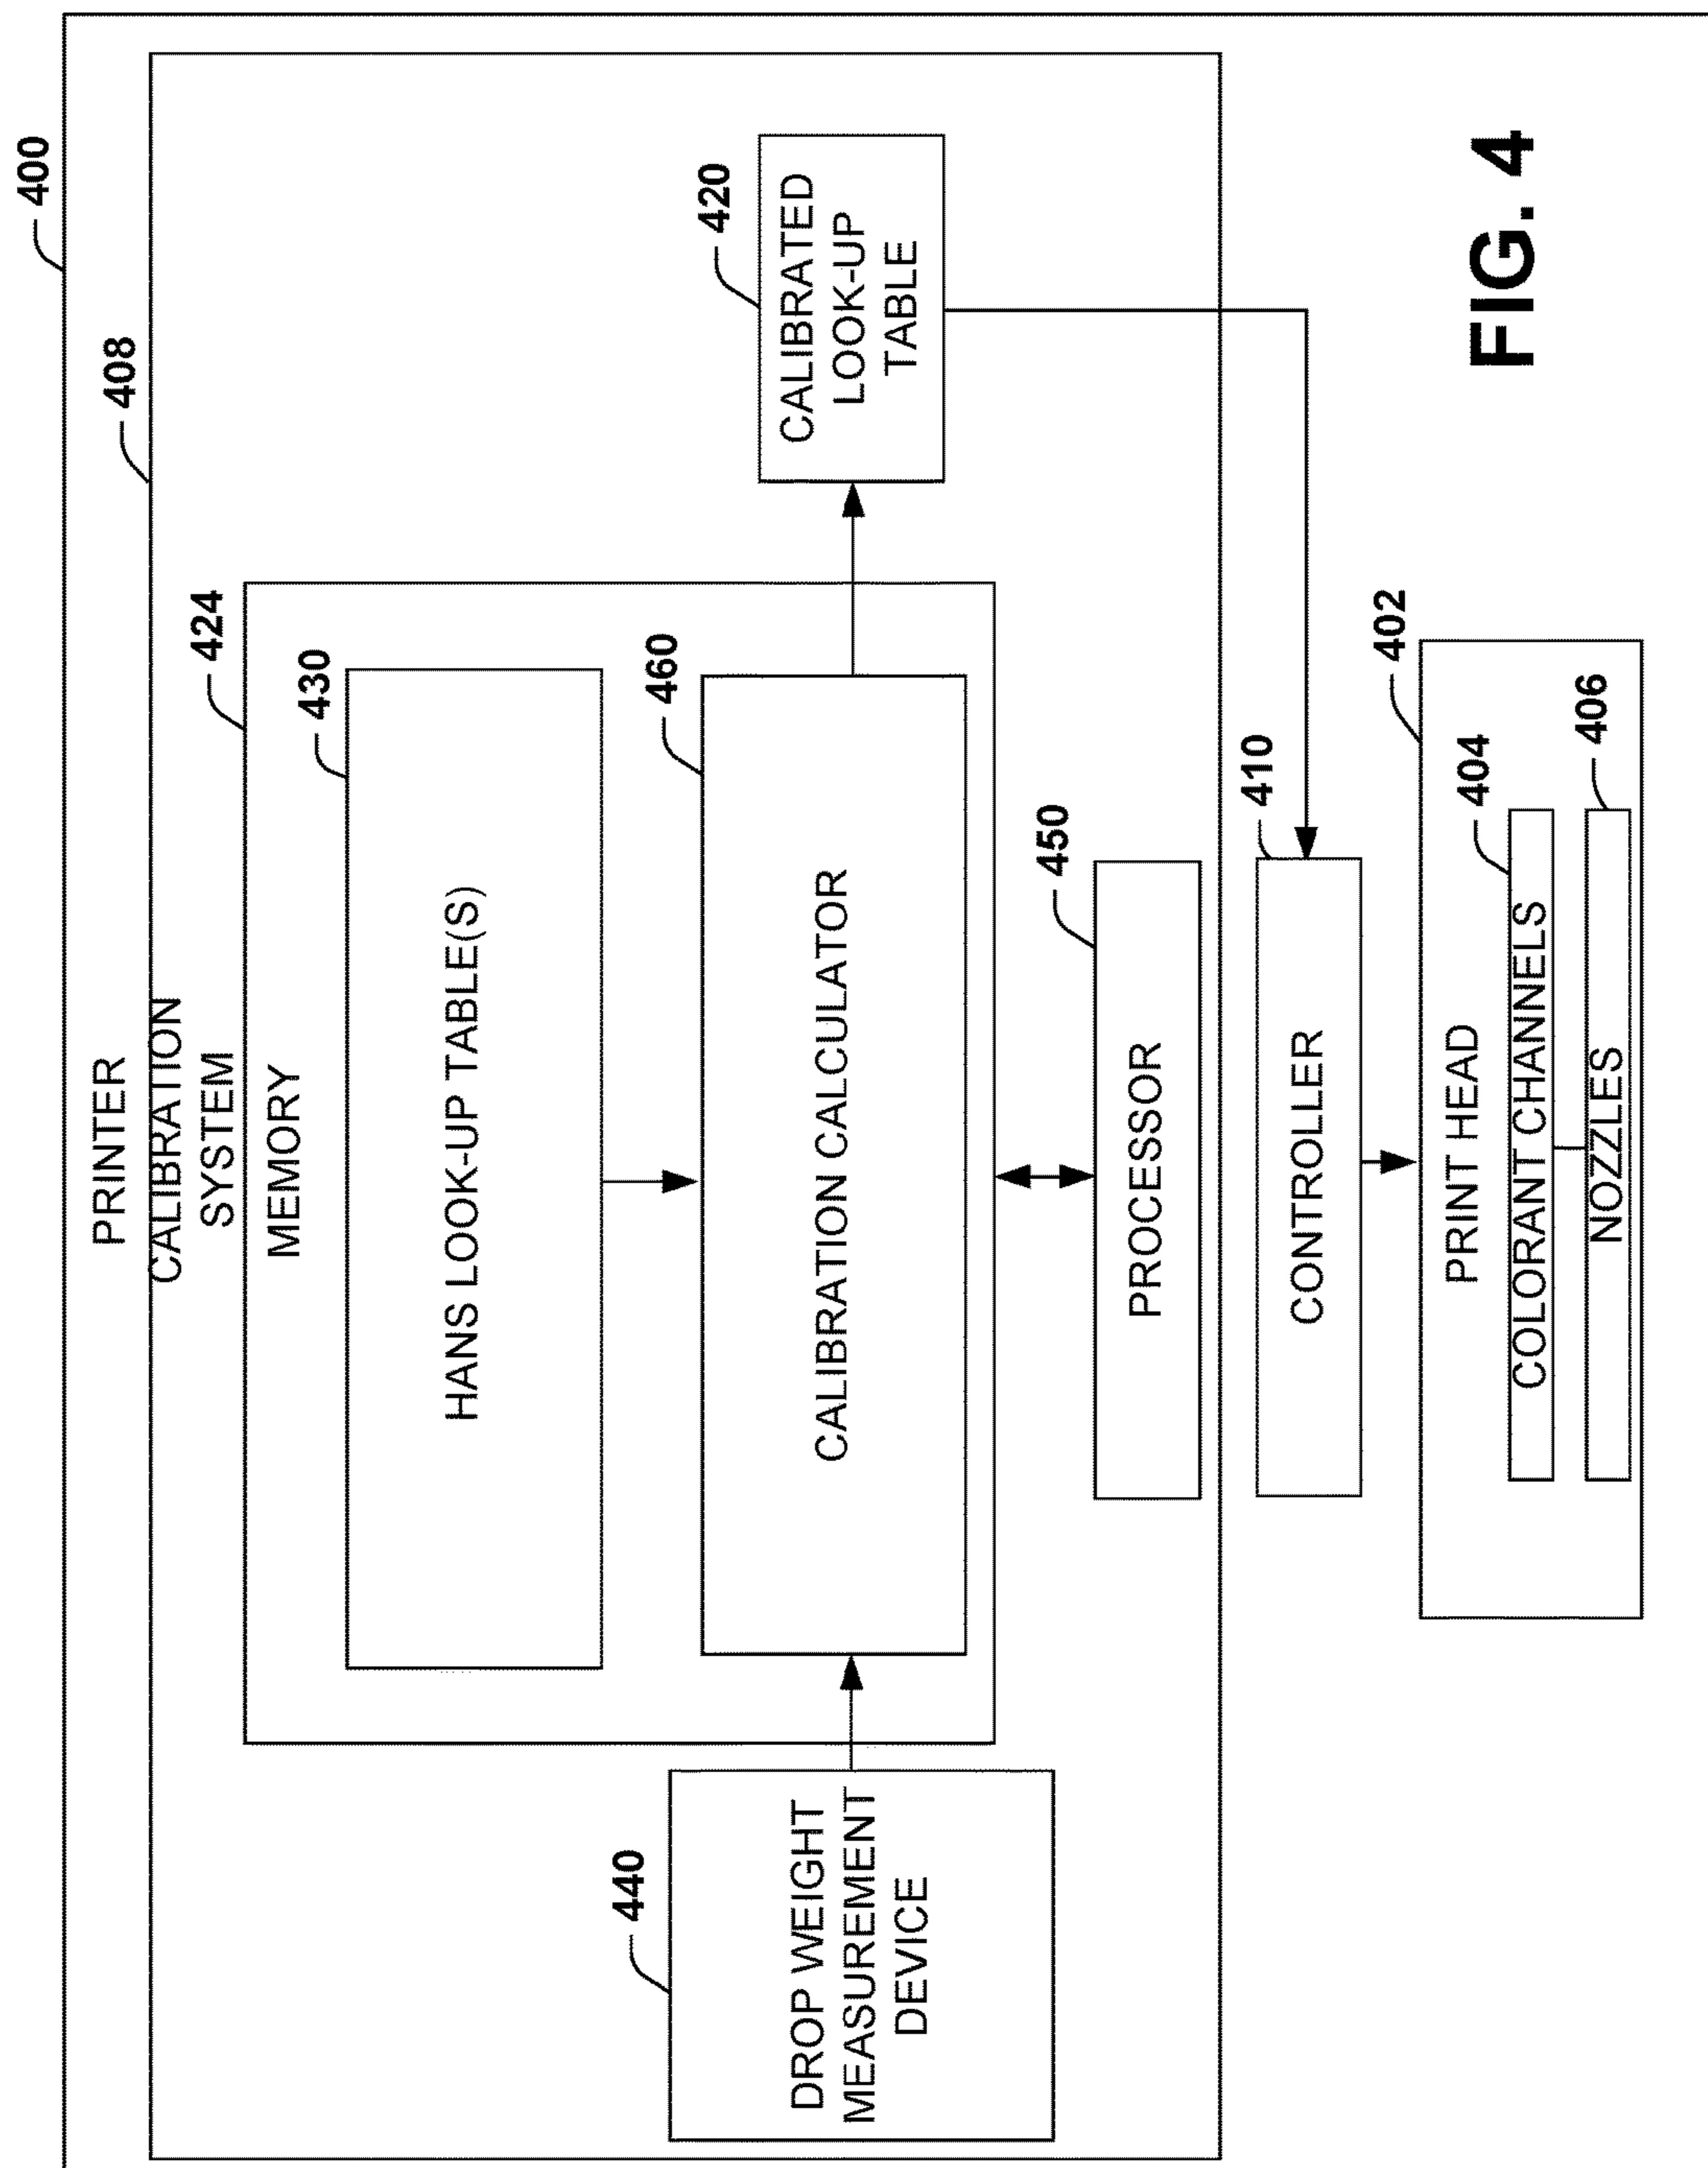 400
PRINTER
408
CALIBRATION
SYSTEM
424
MEMORY
430
HANS LOOK-UP TABLE(S)
440
DROP WEIGHT
MEASUREMENT
DEVICE
460
CALIBRATION CALCULATOR
420
CALIBRATED
LOOK-UP
TABLE
450
PROCESSOR
410
CONTROLLER
402
PRINT HEAD
404
COLORANT CHANNELS
406
NOZZLES
FIG. 4